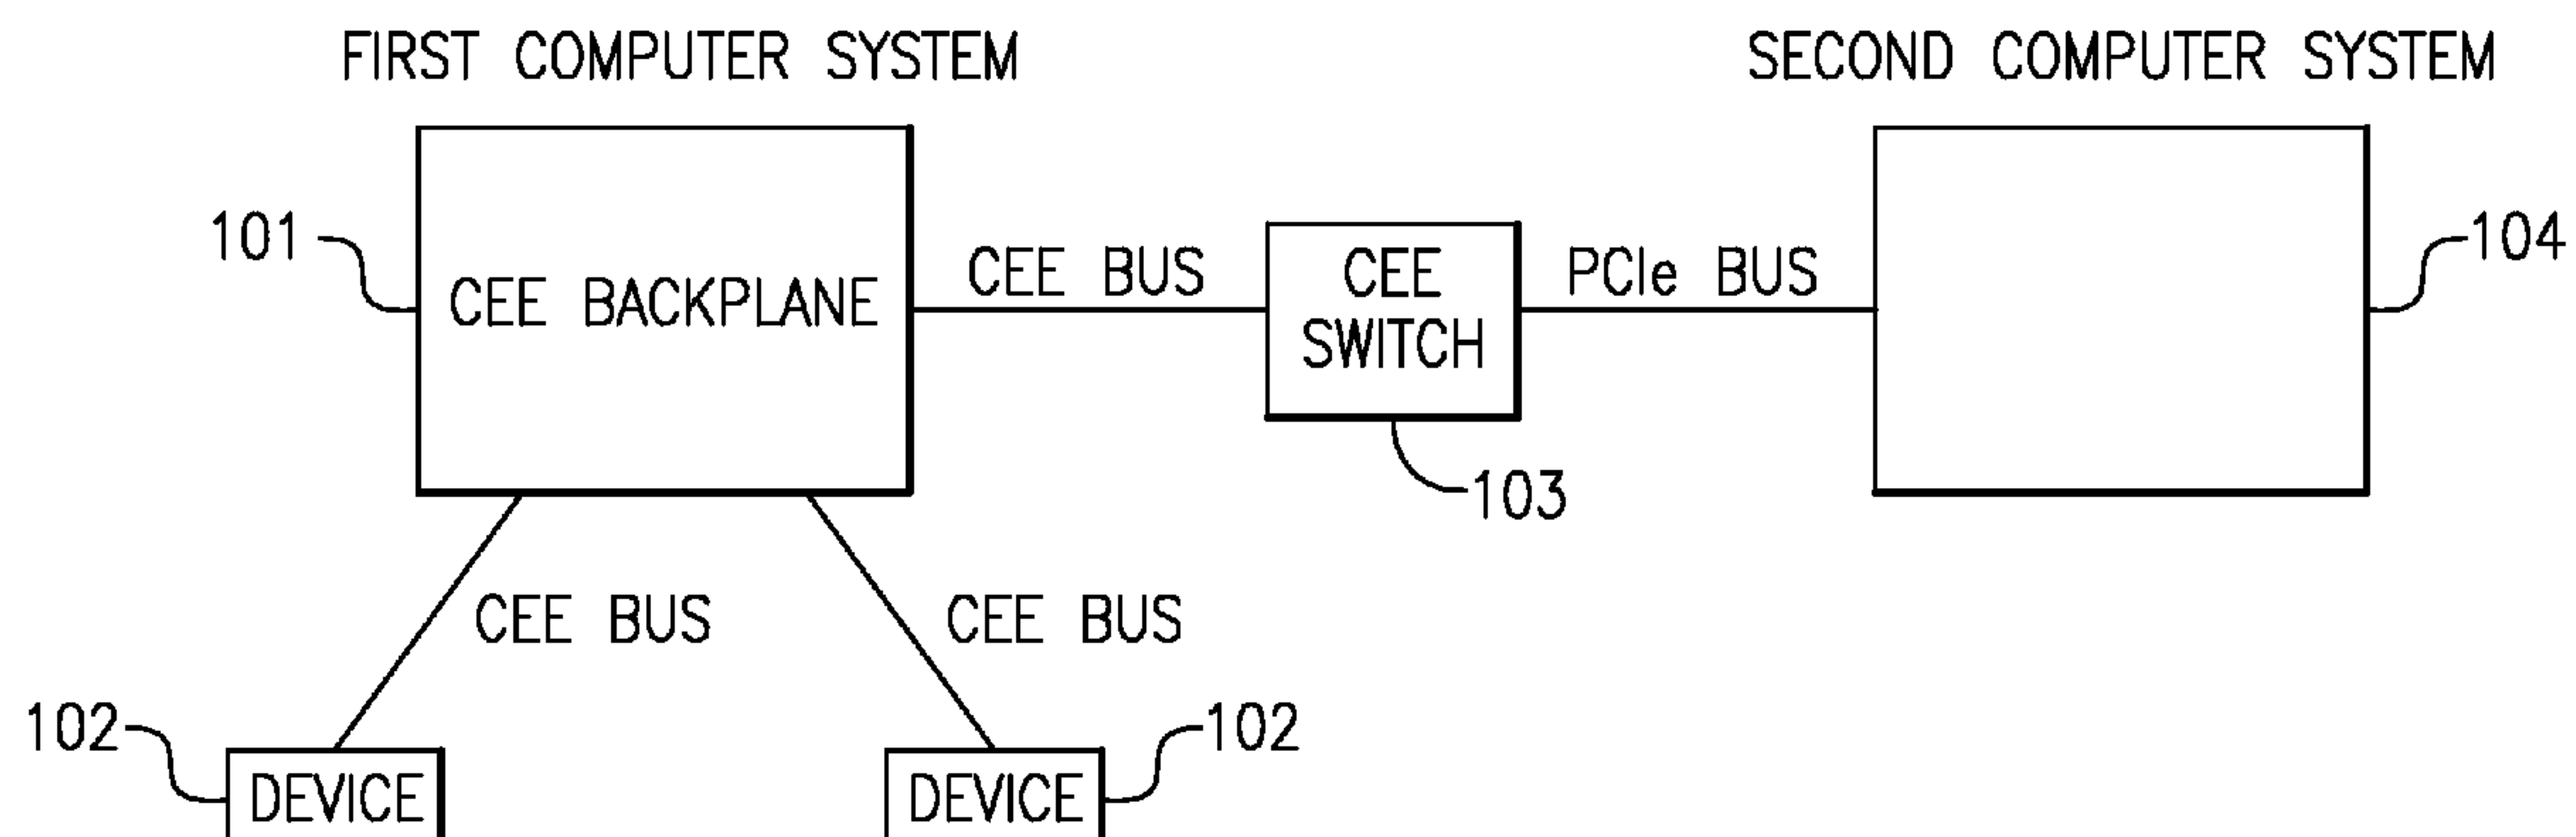 FIRST COMPUTER SYSTEM
SECOND COMPUTER SYSTEM
101
CEE BACKPLANE
CEE BUS
CEE
SWITCH
PCIe BUS
104
103
CEE BUS
CEE BUS
102
DEVICE
DEVICE
102